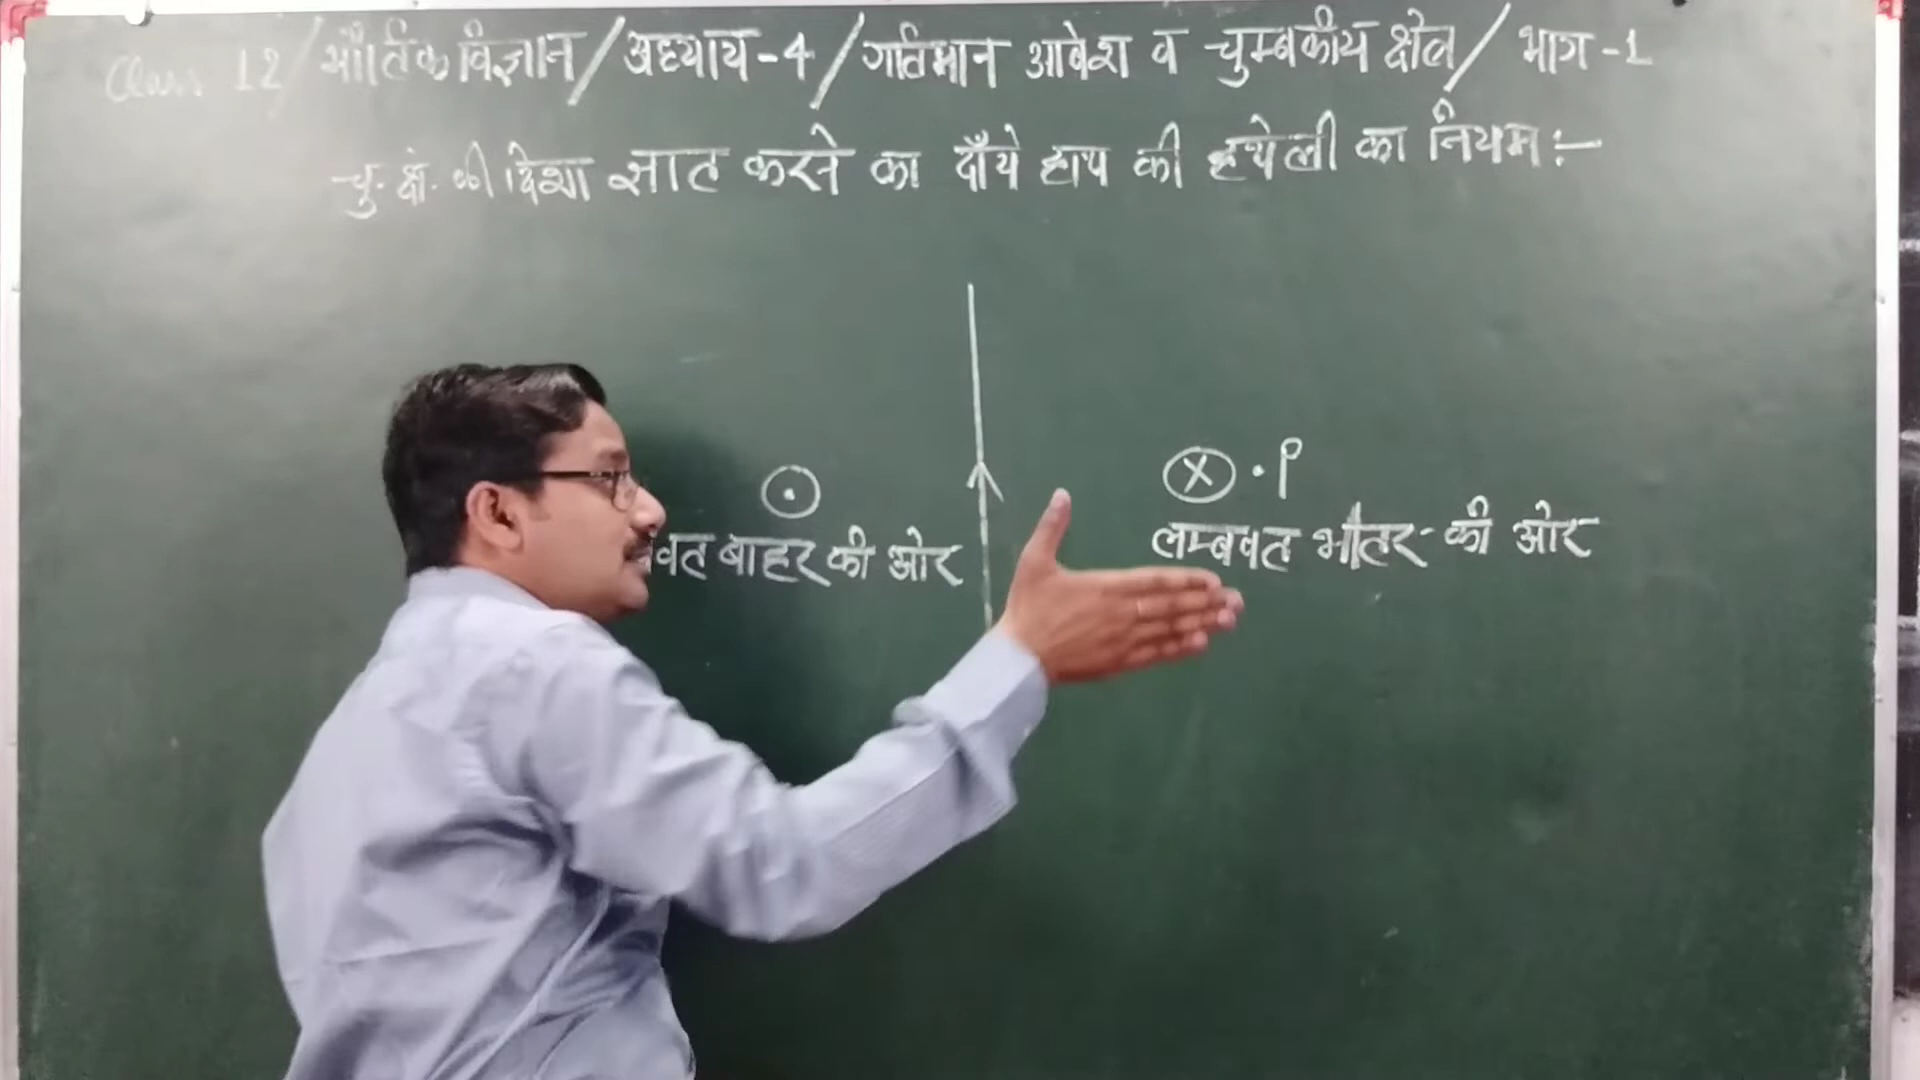 Class 12 / भौतिक विज्ञान / अध्याय-4 / गतिमान आवेश व चुम्बकीय क्षेत्र / भाग-1
चु. क्षे. की दिशा ज्ञात करने का दाँये हाथ की हथेली का नियम :-
⊙
वत बाहर की ओर
⊗ . P
लम्बवत भीतर की ओर